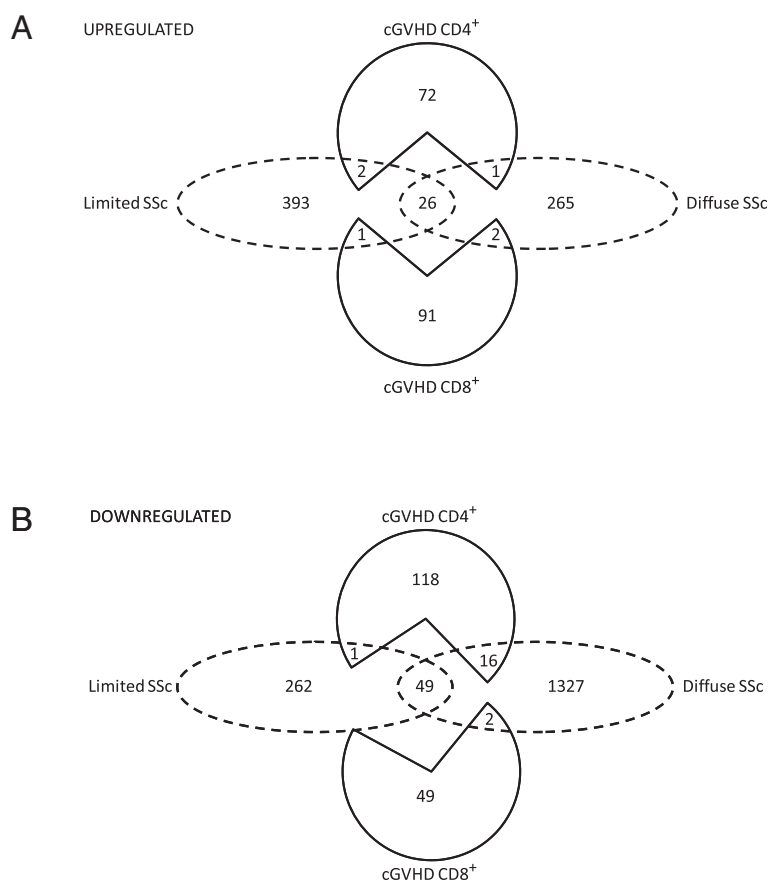 A
UPREGULATED
cGVHD CD4+
72
2
1
Limited SSc
393
26
265
Diffuse SSc
1
2
91
cGVHD CD8+
B
DOWNREGULATED
cGVHD CD4+
118
1
16
Limited SSc
262
49
1327
Diffuse SSc
2
49
cGVHD CD8+